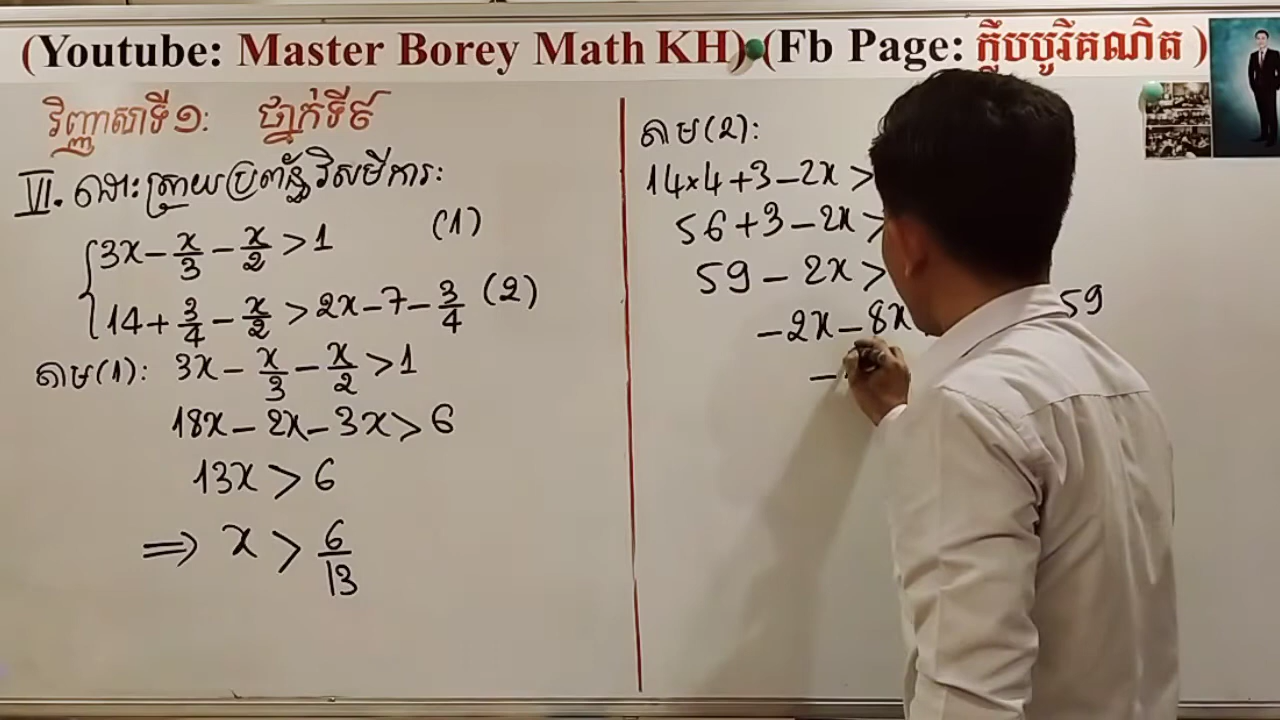 (Youtube: Master Borey Math KH) (Fb Page: ក្លឹបបូរីគណិត )
វិញ្ញាសាទី១: ថ្នាក់ទី៩
VI. ដោះស្រាយប្រព័ន្ធវិសមីការ:
3x - x/3 - x/2 > 1 (1)
14 + 3/4 - x/2 > 2x - 7 - 3/4 (2)
តាម(1): 3x - x/3 - x/2 > 1
18x - 2x - 3x > 6
13x > 6
⟹ x > 6/13
តាម(2):
14×4 + 3 - 2x >
56 + 3 - 2x >
59 - 2x >
-2x - 8x 59
-